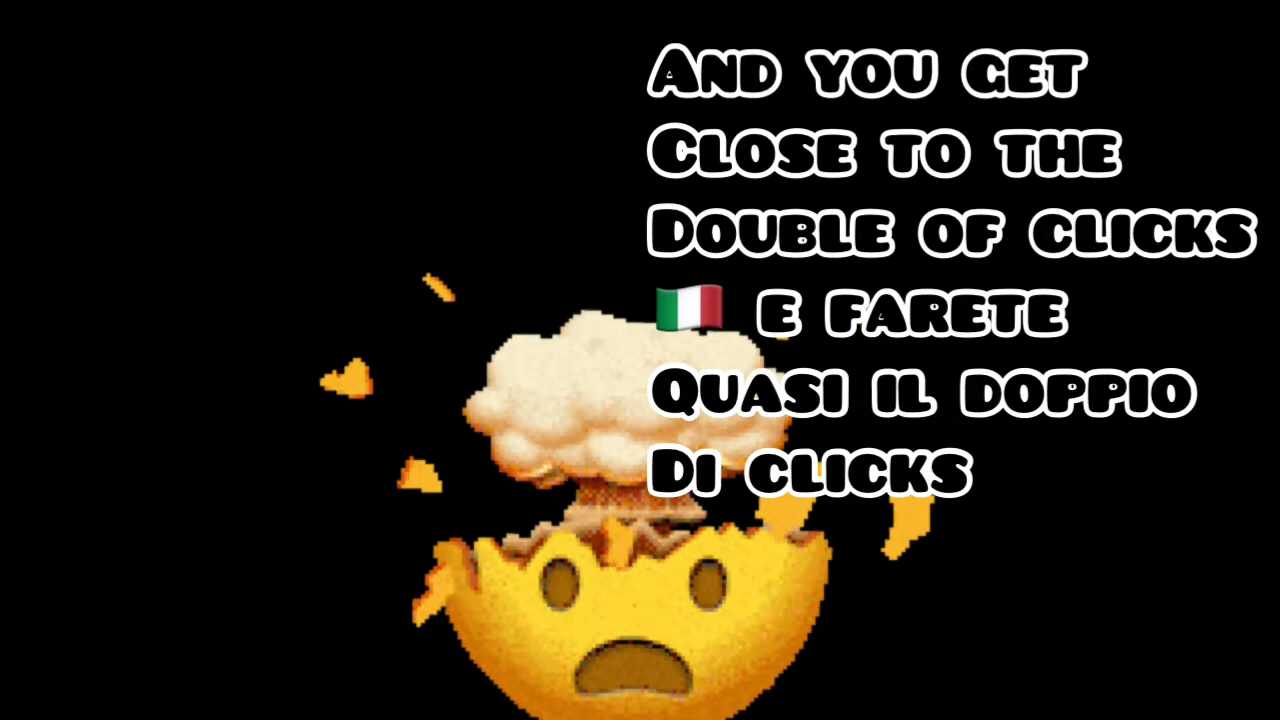 And you get
Close to the
Double of clicks
🇮🇹 e farete
Quasi il doppio
Di clicks